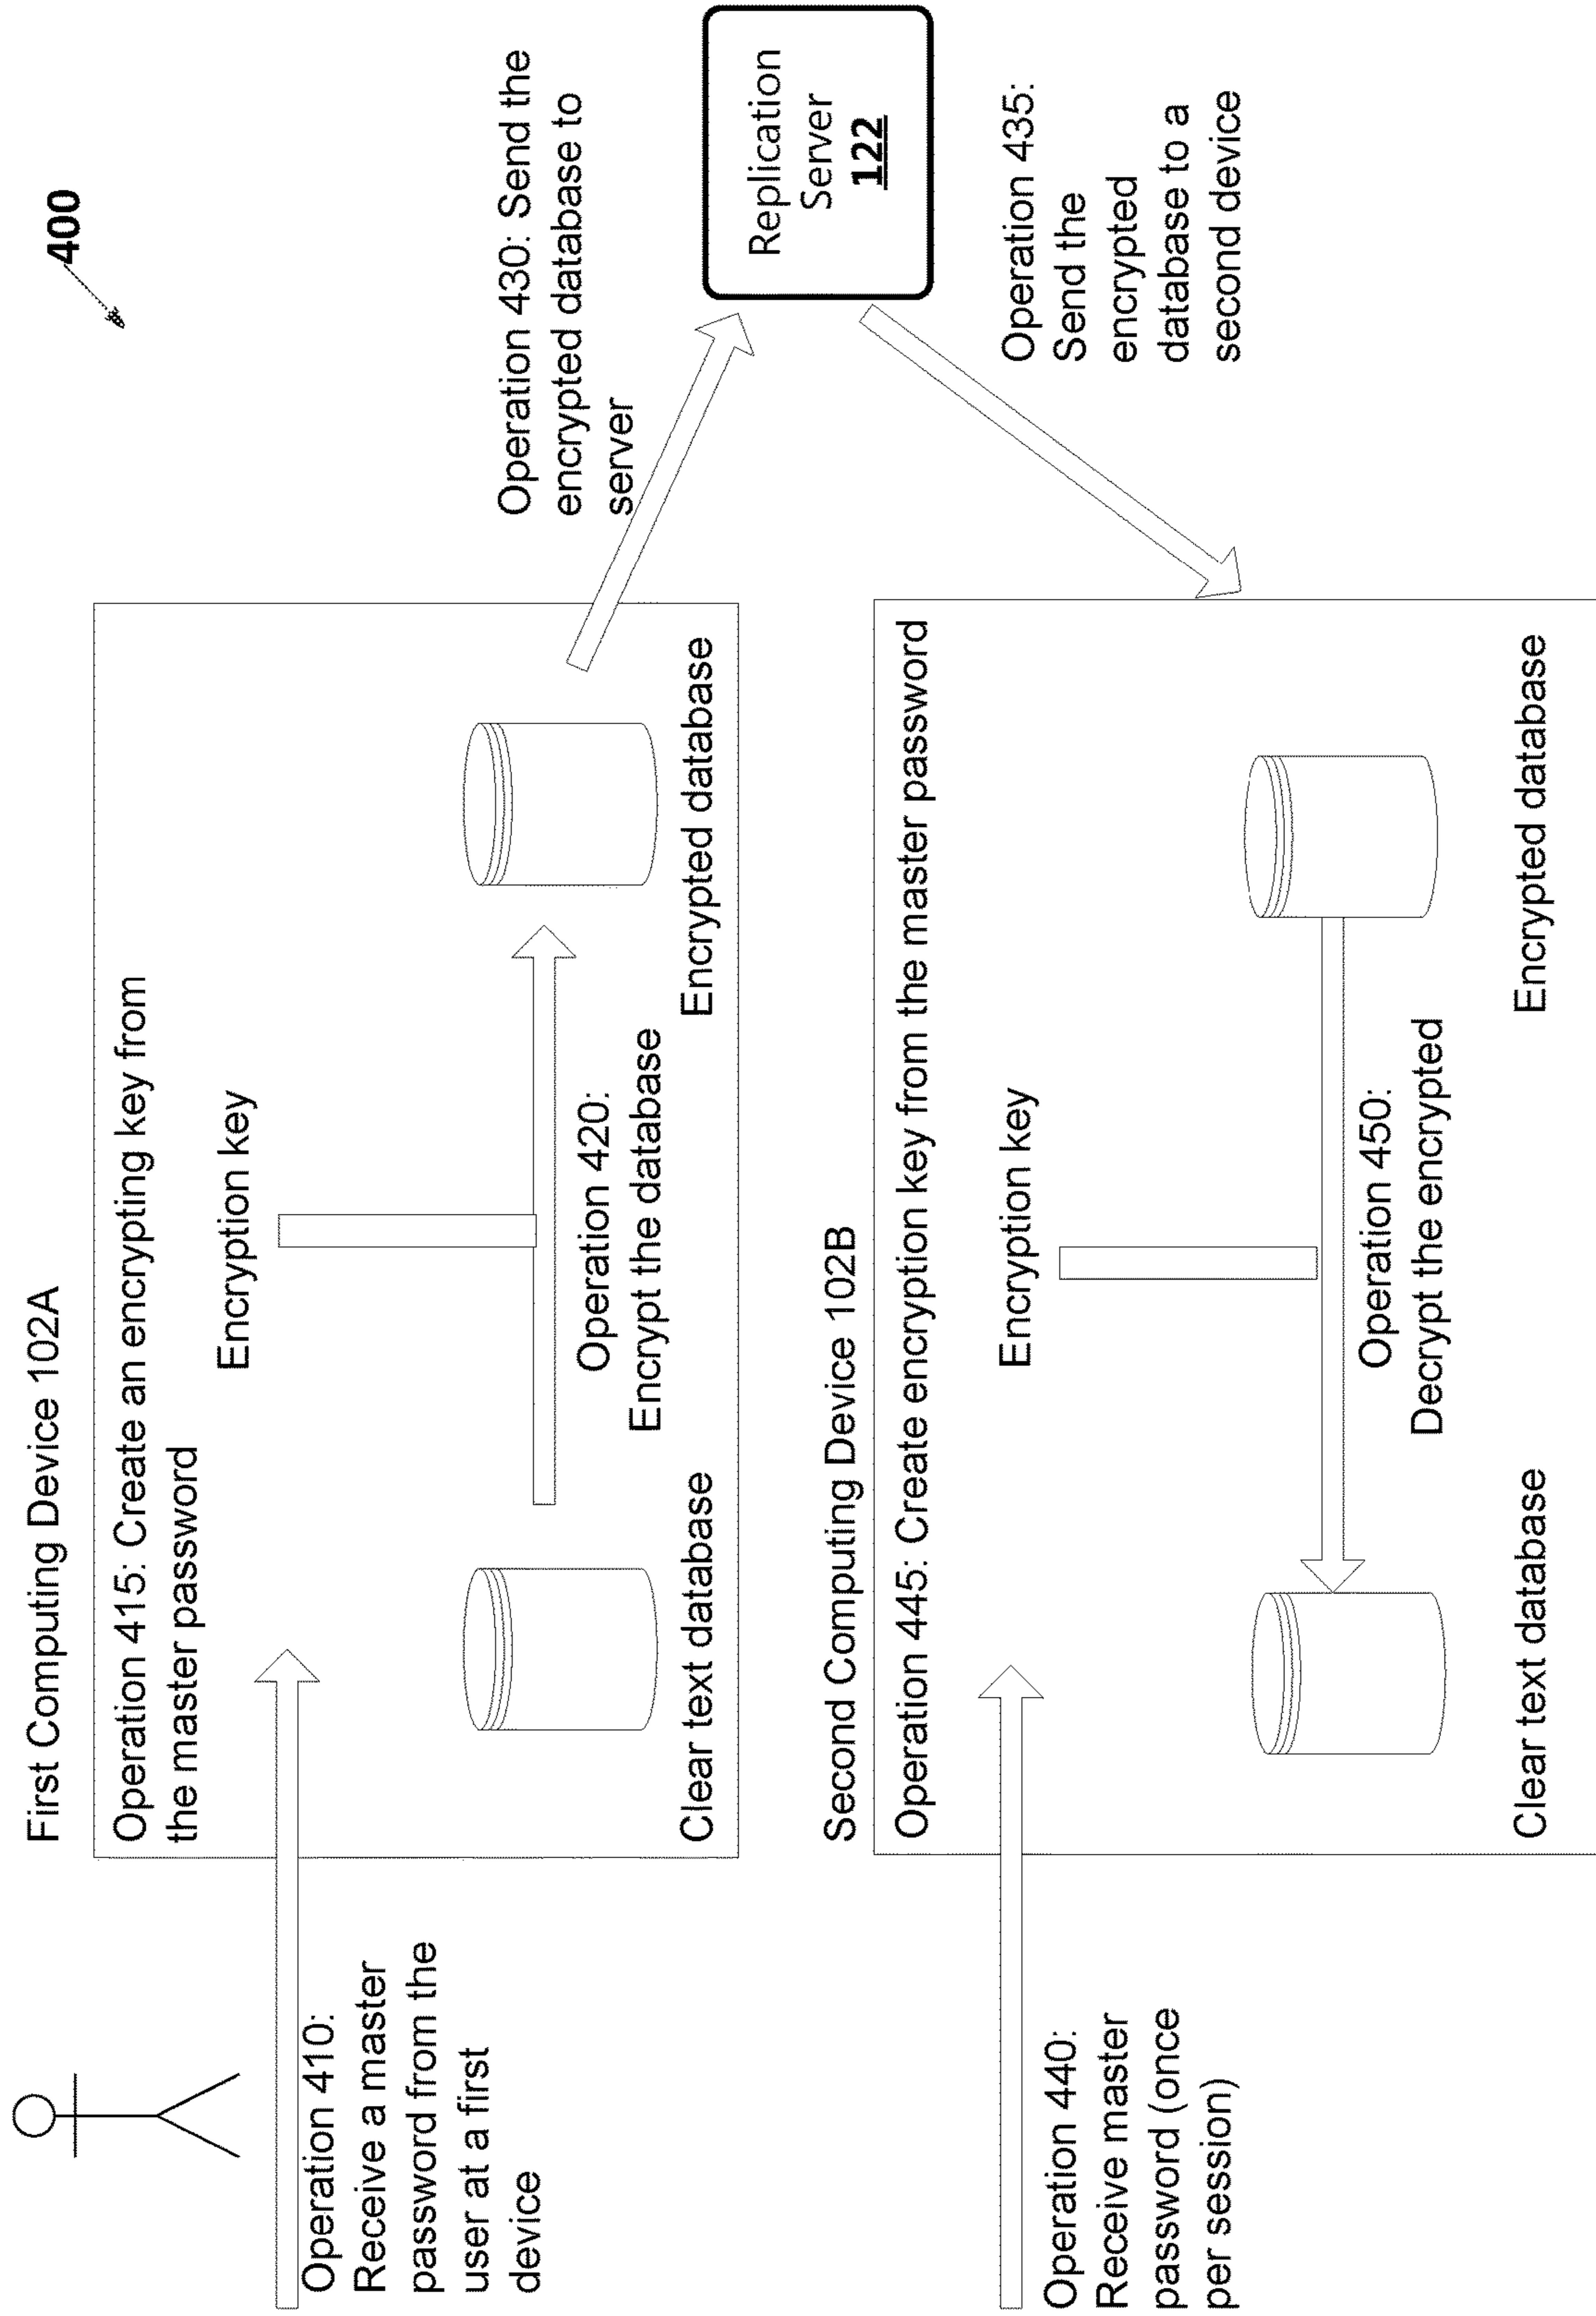 400
First Computing Device 102A
Operation 410:
Receive a master
password from the
user at a first
device
Operation 415: Create an encrypting key from
the master password
Encryption key
Operation 420:
Encrypt the database
Clear text database
Encrypted database
Operation 430: Send the
encrypted database to
server
Replication
Server
122
Operation 435:
Send the
encrypted
database to a
second device
Second Computing Device 102B
Operation 440:
Receive master
password (once
per session)
Operation 445: Create encryption key from the master password
Encryption key
Operation 450:
Decrypt the encrypted
Clear text database
Encrypted database